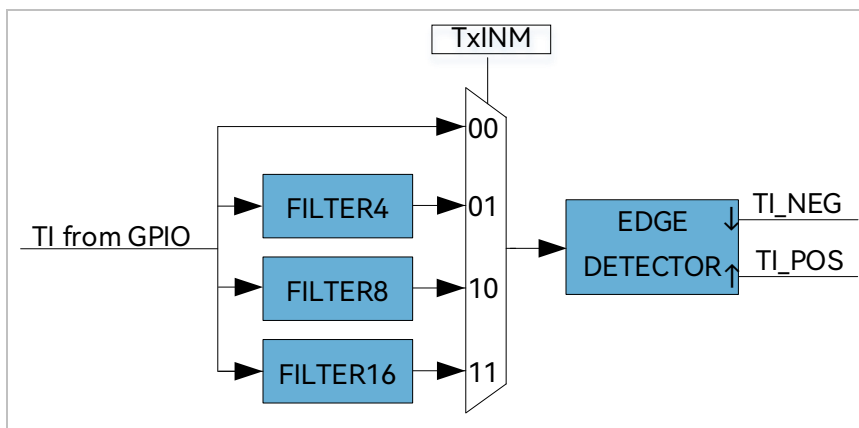 TxINM
00
FILTER4
01
TI from GPIO
FILTER8
10
FILTER16
11
EDGE ↓
DETECTOR ↑
TI_NEG
TI_POS